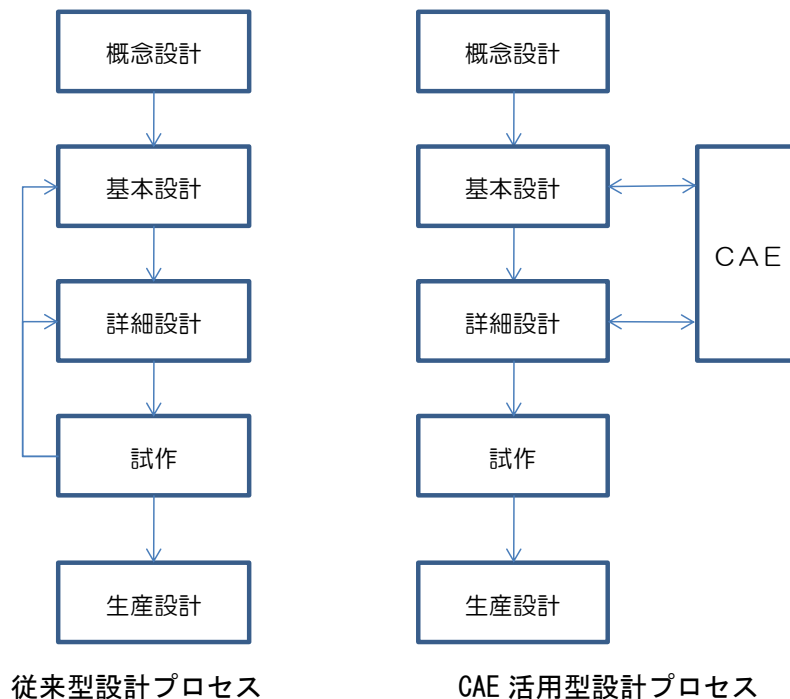 概念設計
基本設計
詳細設計
試作
生産設計
従来型設計プロセス
概念設計
基本設計
詳細設計
試作
生産設計
ＣＡＥ
CAE 活用型設計プロセス